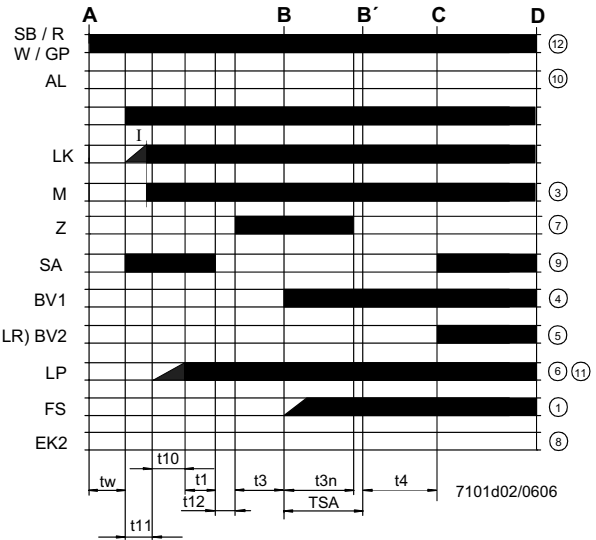 A B B´ C D
SB / R
W / GP
12
AL
10
I
LK
M
3
Z
7
SA
9
BV1
4
LR) BV2
5
LP
6 11
FS
1
EK2
8
t10
tw
t1
t3
t3n
t4
7101d02/0606
t12
TSA
t11